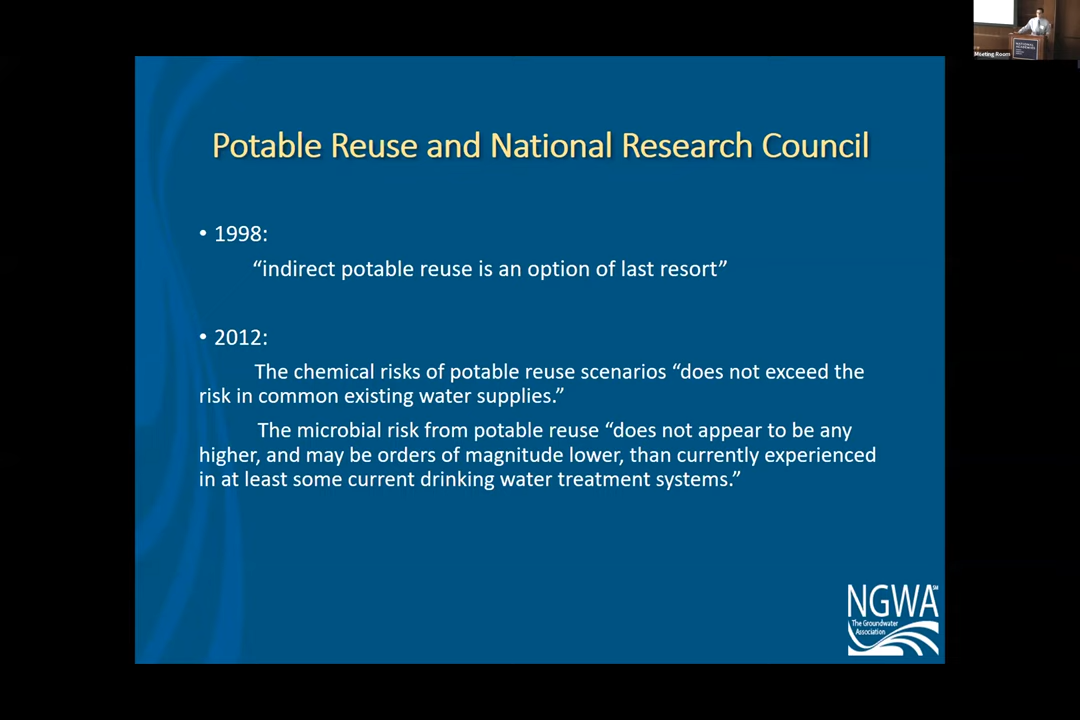 Meeting Room
Potable Reuse and National Research Council
• 1998:
“indirect potable reuse is an option of last resort”
• 2012:
The chemical risks of potable reuse scenarios “does not exceed the
risk in common existing water supplies.”
The microbial risk from potable reuse “does not appear to be any
higher, and may be orders of magnitude lower, than currently experienced
in at least some current drinking water treatment systems.”
NGWA
The Groundwater
Association